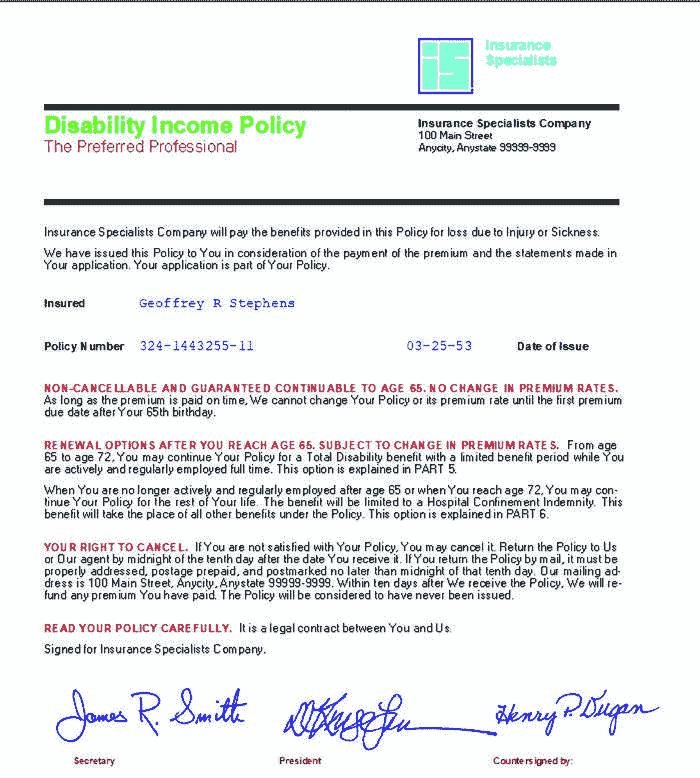 iS Insurance
Specialists
Disability Income Policy
The Preferred Professional
Insurance Specialists Company
100 Main Street
Anycity, Anystate 99999-9999
Insurance Specialists Company will pay the benefits provided in this Policy for loss due to Injury or Sickness.
We have issued this Policy to You in consideration of the payment of the premium and the statements made in
Your application. Your application is part of Your Policy.
Insured Geoffrey R Stephens
Policy Number 324-1443255-11 03-25-53 Date of Issue
NON-CANCELLABLE AND GUARANTEED CONTINUABLE TO AGE 65. NO CHANGE IN PREMIUM RATES.
As long as the premium is paid on time, We cannot change Your Policy or its premium rate until the first premium
due date after Your 65th birthday.
RENEWAL OPTIONS AFTER YOU REACH AGE 65. SUBJECT TO CHANGE IN PREMIUM RATES. From age
65 to age 72, You may continue Your Policy for a Total Disability benefit with a limited benefit period while You
are actively and regularly employed full time. This option is explained in PART 5.
When You are no longer actively and regularly employed after age 65 or when You reach age 72, You may con-
tinue Your Policy for the rest of Your life. The benefit will be limited to a Hospital Confinement Indemnity. This
benefit will take the place of all other benefits under the Policy. This option is explained in PART 6.
YOUR RIGHT TO CANCEL. If You are not satisfied with Your Policy, You may cancel it. Return the Policy to Us
or Our agent by midnight of the tenth day after the date You receive it. If You return the Policy by mail, it must be
properly addressed, postage prepaid, and postmarked no later than midnight of that tenth day. Our mailing ad-
dress is 100 Main Street, Anycity, Anystate 99999-9999. Within ten days after We receive the Policy, We will re-
fund any premium You have paid. The Policy will be considered to have never been issued.
READ YOUR POLICY CAREFULLY. It is a legal contract between You and Us.
Signed for Insurance Specialists Company.
James R. Smith Henry P. Dugan
Secretary President Countersigned by: